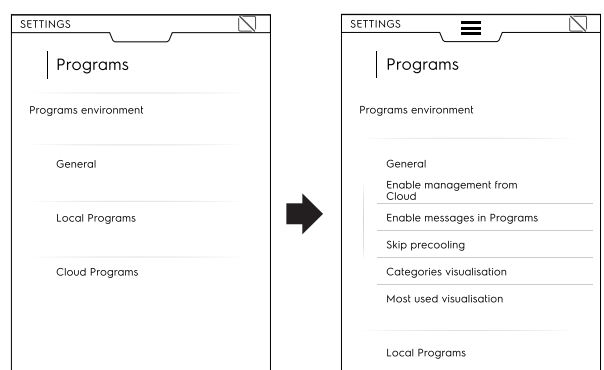 SETTINGS
Programs
Programs environment
General
Local Programs
Cloud Programs
SETTINGS
Programs
Programs environment
General
Enable management from
Cloud
Enable messages in Programs
Skip precooling
Categories visualisation
Most used visualisation
Local Programs